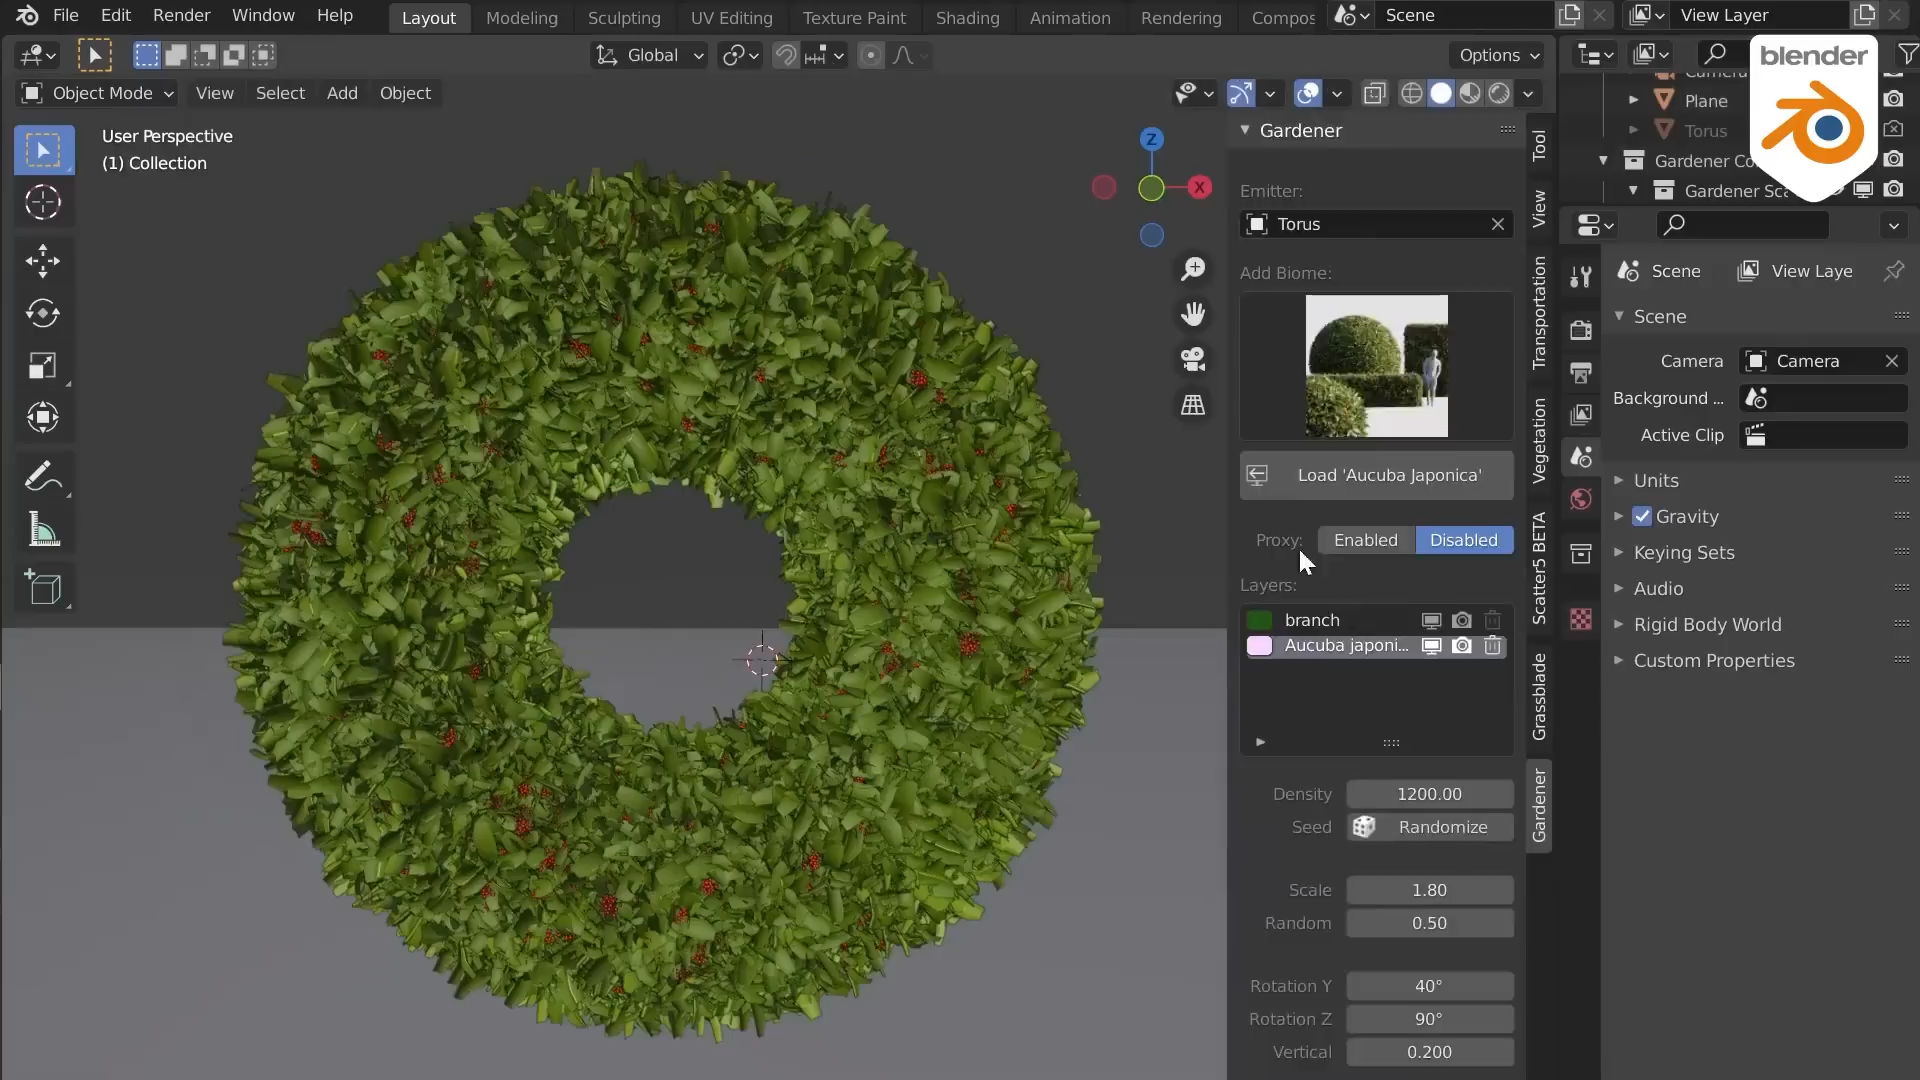 File Edit Render Window Help Layout Modeling Sculpting UV Editing Texture Paint Shading Animation Rendering Scene View Layer
Global Options
blender
Object Mode View Select Add Object
User Perspective
(1) Collection
Z
X
Gardener
Emitter:
Torus
Add Biome:
Load 'Aucuba Japonica'
Proxy: Enabled Disabled
Layers:
branch
Aucuba japoni...
Density 1200.00
Seed Randomize
Scale 1.80
Random 0.50
Rotation Y 40°
Rotation Z 90°
Vertical 0.200
Tool
View
Transportation
Vegetation
Scatter5 BETA
Grassblade
Gardener
Plane
Torus
Gardener
Gardener
Scene View Laye
Scene
Camera Camera
Background ...
Active Clip
Units
Gravity
Keying Sets
Audio
Rigid Body World
Custom Properties